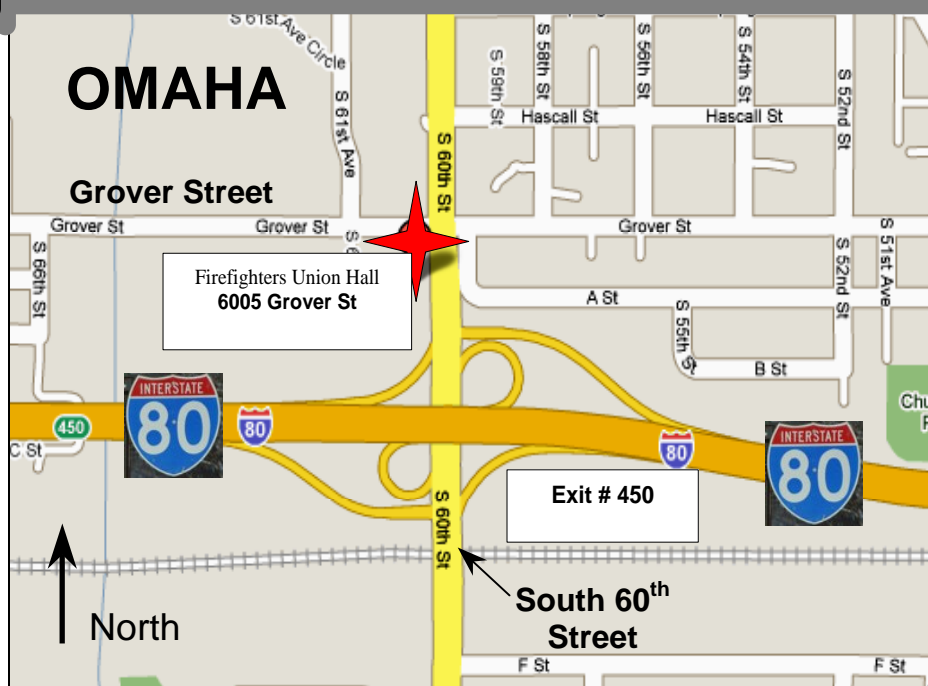 S 61st Ave Circle
OMAHA
S 61st Ave
S 60th St
S 59th St
S 58th St
S 56th St
S 54th St
S 52nd St
Hascall St
Hascall St
Grover Street
Grover St
Grover St
Grover St
S 66th St
S 52nd St
S 51st Ave
Firefighters Union Hall
6005 Grover St
A St
S 55th St
B St
INTERSTATE
80
450
80
80
INTERSTATE
80
C St
Exit # 450
S 60th St
North
South 60th
Street
F St
F St